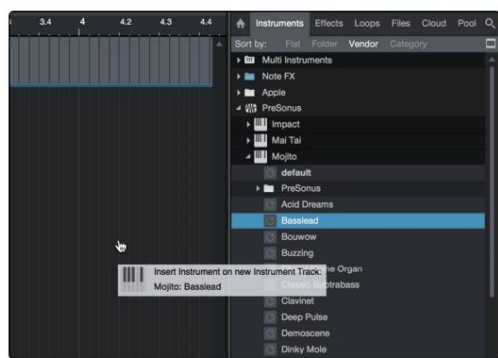 3.4 4 4.2 4.3 4.4
Instruments Effects Loops Files Cloud Pool
Sort by: Flat Folder Vendor Category
Multi Instruments
Note FX
Apple
PreSonus
Impact
Mai Tai
Mojito
default
PreSonus
Acid Dreams
Basslead
Bouwow
Buzzing
Organ
Insert Instrument on new Instrument Track:
Classic Subtrabass
Mojito: Basslead
Clavinet
Deep Pulse
Demoscene
Dinky Mole